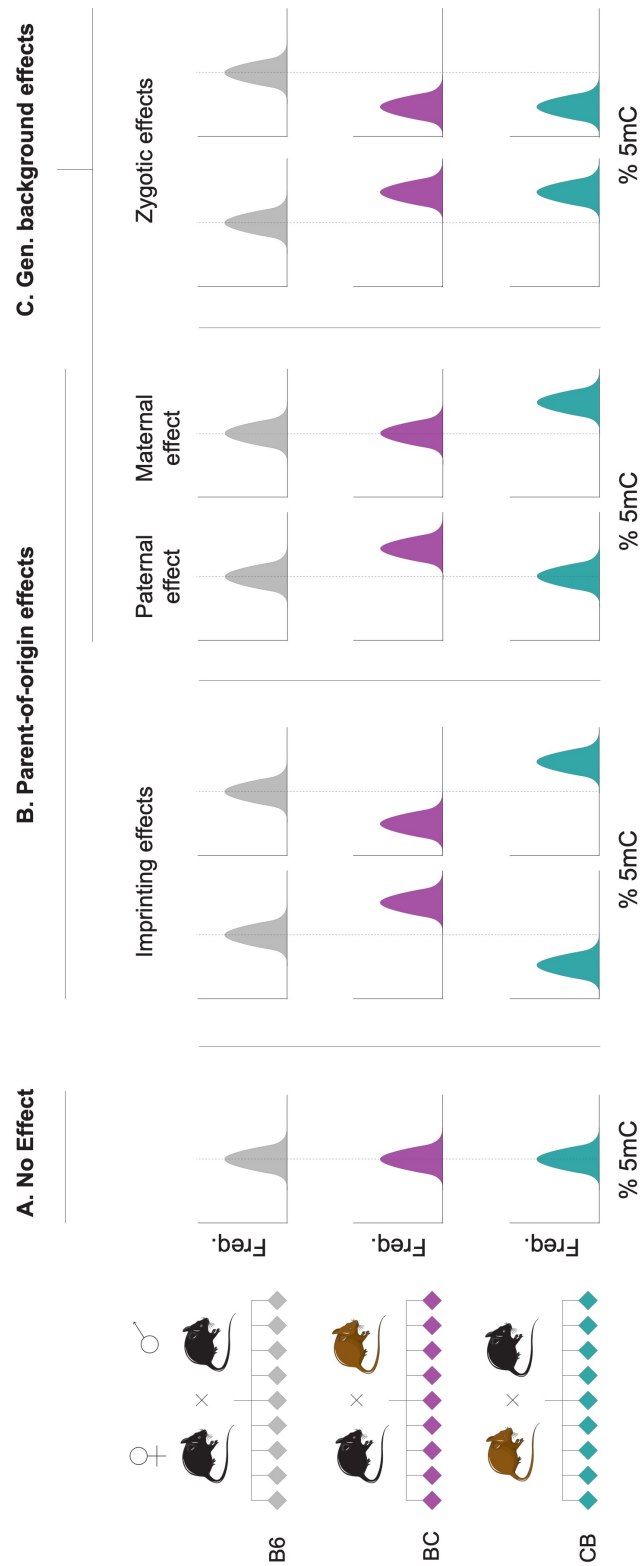 A. No Effect
B. Parent-of-origin effects
C. Gen. background effects
Imprinting effects
Paternal
effect
Maternal
effect
Zygotic effects
♀ ♂
×
B6
Freq.
×
BC
Freq.
×
CB
Freq.
% 5mC
% 5mC
% 5mC
% 5mC